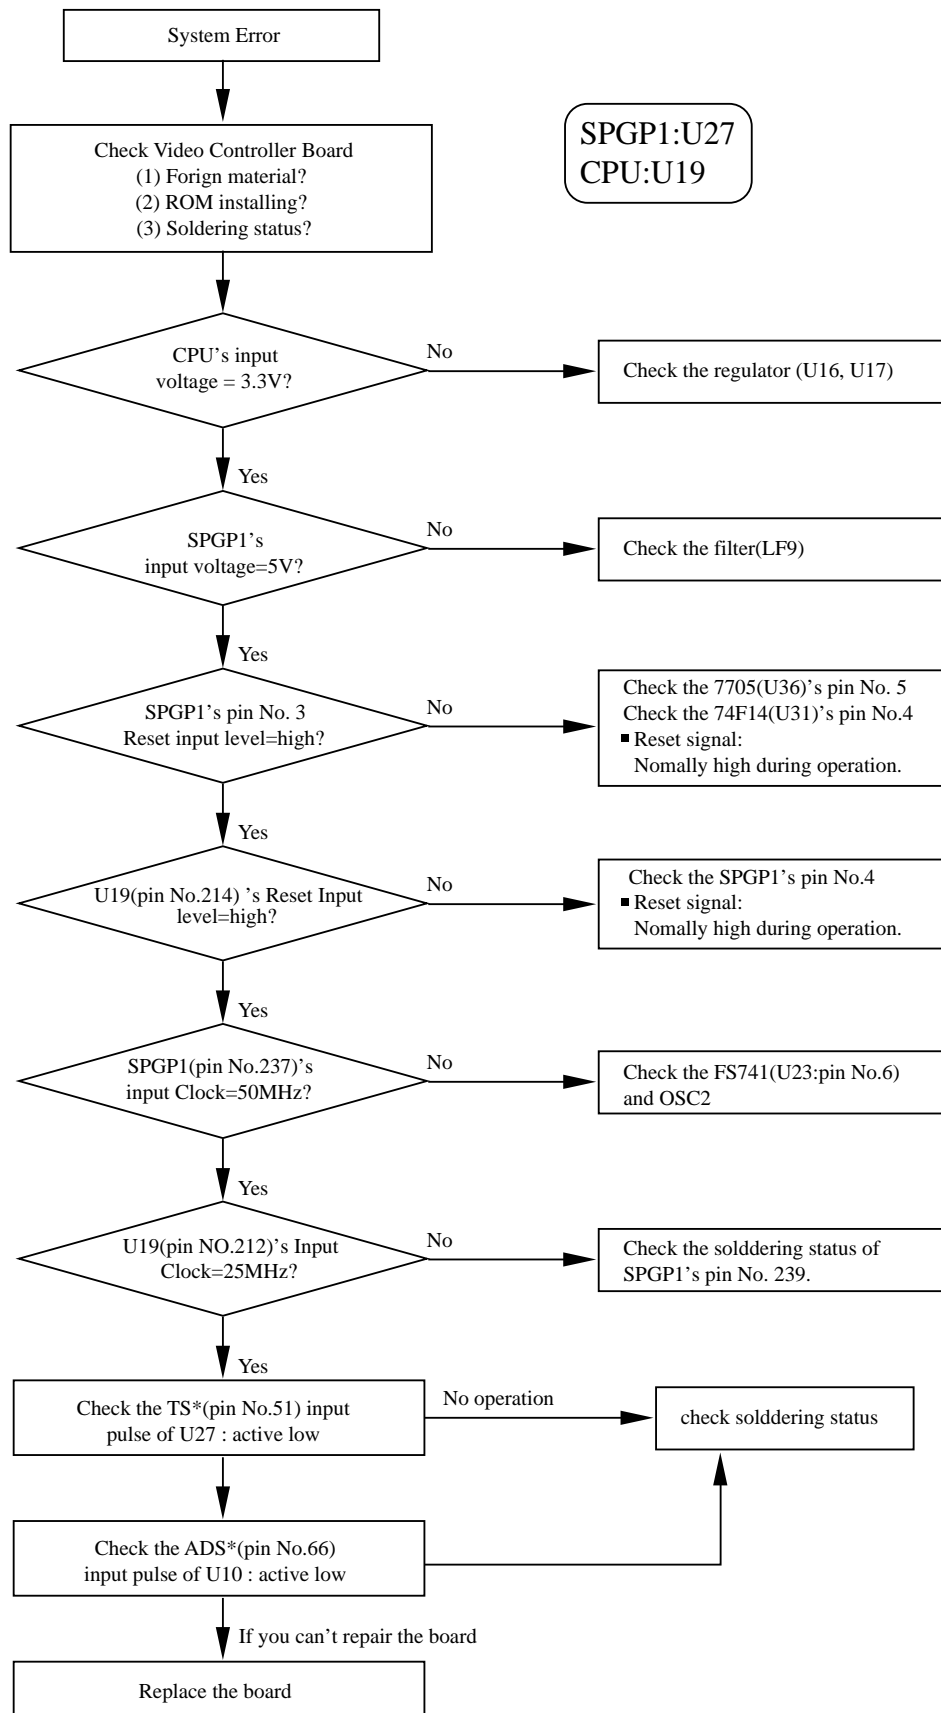 System Error
SPGP1:U27
CPU:U19
Check Video Controller Board
(1) Forign material?
(2) ROM installing?
(3) Soldering status?
CPU's input
voltage = 3.3V?
No
Check the regulator (U16, U17)
Yes
SPGP1's
input voltage=5V?
No
Check the filter(LF9)
Yes
SPGP1's pin No. 3
Reset input level=high?
No
Check the 7705(U36)'s pin No. 5
Check the 74F14(U31)'s pin No.4
■ Reset signal:
Nomally high during operation.
Yes
U19(pin No.214) 's Reset Input
level=high?
No
Check the SPGP1's pin No.4
■ Reset signal:
Nomally high during operation.
Yes
SPGP1(pin No.237)'s
input Clock=50MHz?
No
Check the FS741(U23:pin No.6)
and OSC2
Yes
U19(pin NO.212)'s Input
Clock=25MHz?
No
Check the solddering status of
SPGP1's pin No. 239.
Yes
Check the TS*(pin No.51) input
pulse of U27 : active low
No operation
check solddering status
Check the ADS*(pin No.66)
input pulse of U10 : active low
If you can't repair the board
Replace the board